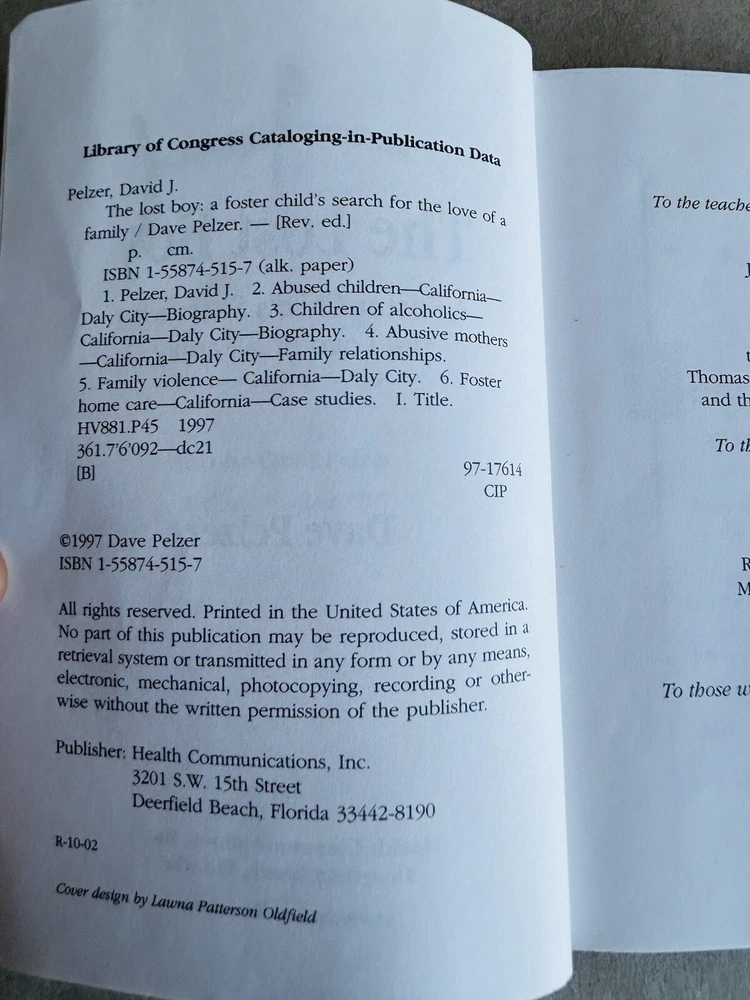 Library of Congress Cataloging-in-Publication Data
Pelzer, David J.
The lost boy: a foster child's search for the love of a
family / Dave Pelzer. — [Rev. ed.]
p. cm.
ISBN 1-55874-515-7 (alk. paper)
1. Pelzer, David J. 2. Abused children—California—
Daly City—Biography. 3. Children of alcoholics—
California—Daly City—Biography. 4. Abusive mothers
—California—Daly City—Family relationships.
5. Family violence— California—Daly City. 6. Foster
home care—California—Case studies. I. Title.
HV881.P45 1997
361.7'6'092—dc21
[B] 97-17614
CIP
©1997 Dave Pelzer
ISBN 1-55874-515-7
All rights reserved. Printed in the United States of America.
No part of this publication may be reproduced, stored in a
retrieval system or transmitted in any form or by any means,
electronic, mechanical, photocopying, recording or other-
wise without the written permission of the publisher.
Publisher: Health Communications, Inc.
3201 S.W. 15th Street
Deerfield Beach, Florida 33442-8190
R-10-02
Cover design by Lawna Patterson Oldfield
To the
Thomas
and
To
To those